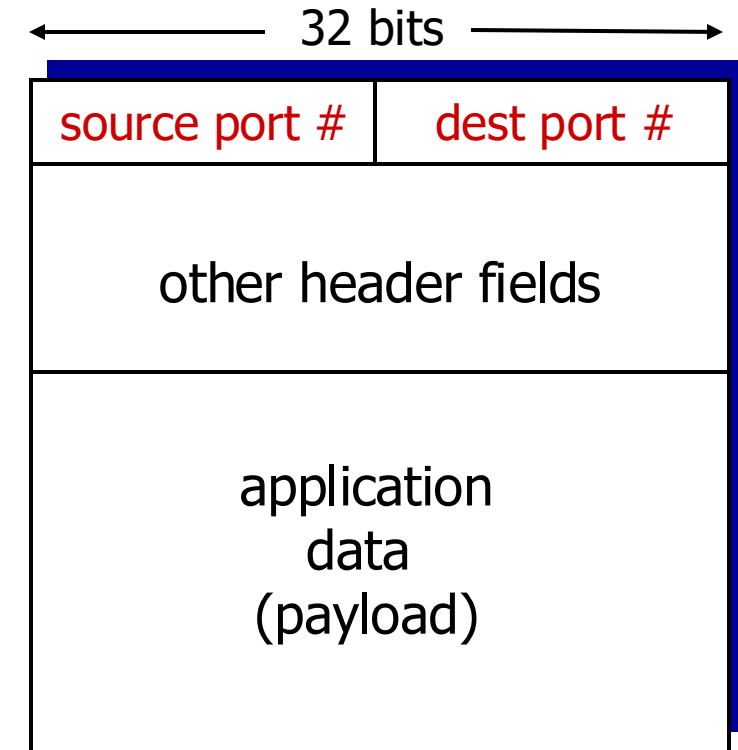 32 bits
source port # dest port #
other header fields
application
data
(payload)